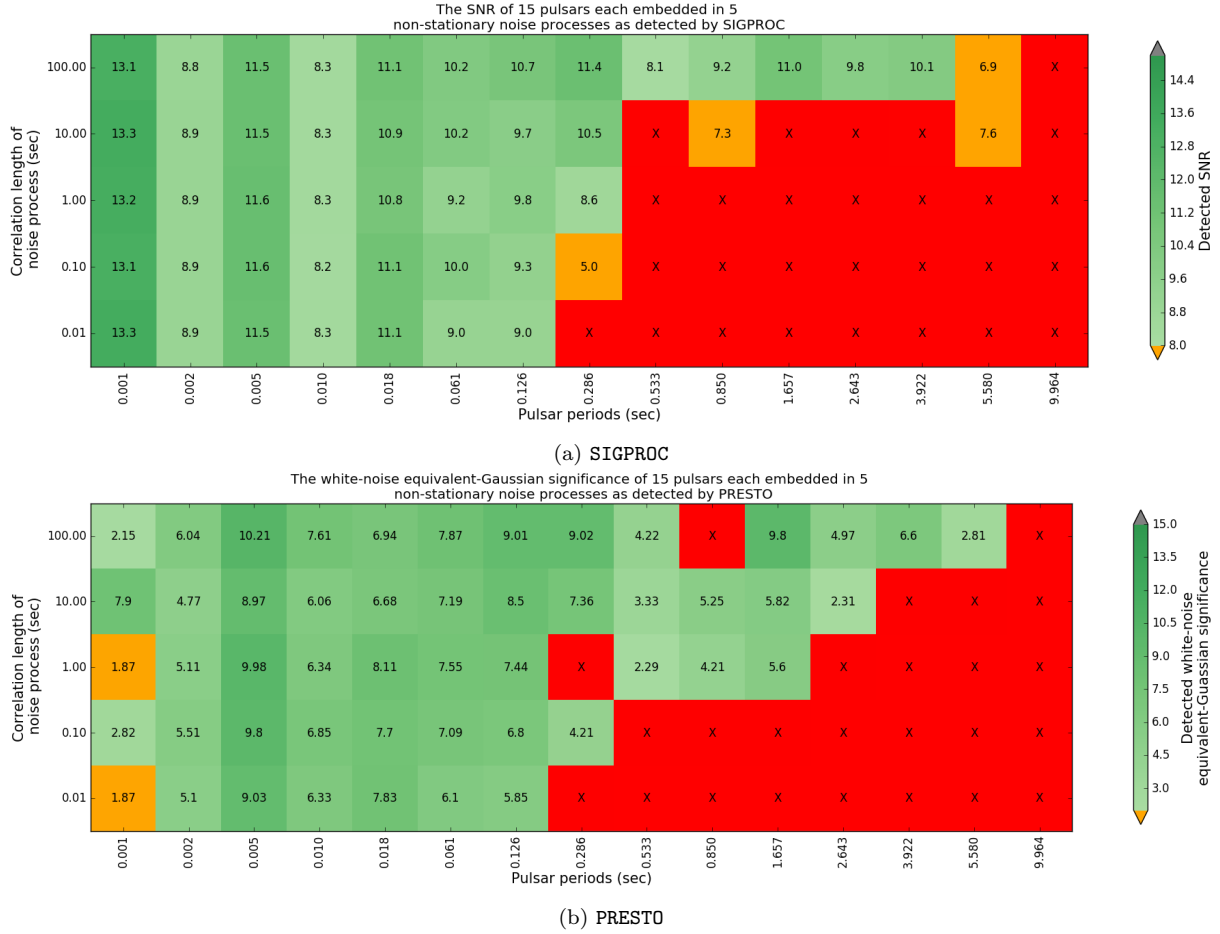 The SNR of 15 pulsars each embedded in 5
non-stationary noise processes as detected by SIGPROC
Correlation length of
noise process (sec)
100.00 13.1 8.8 11.5 8.3 11.1 10.2 10.7 11.4 8.1 9.2 11.0 9.8 10.1 6.9 X
10.00 13.3 8.9 11.5 8.3 10.9 10.2 9.7 10.5 X 7.3 X X X 7.6 X
1.00 13.2 8.9 11.6 8.3 10.8 9.2 9.8 8.6 X X X X X X X
0.10 13.1 8.9 11.6 8.2 11.1 10.0 9.3 5.0 X X X X X X X
0.01 13.3 8.9 11.5 8.3 11.1 9.0 9.0 X X X X X X X X
0.001 0.002 0.005 0.010 0.018 0.061 0.126 0.286 0.533 0.850 1.657 2.643 3.922 5.580 9.964
Pulsar periods (sec)
14.4
13.6
12.8
12.0
11.2
10.4
9.6
8.8
8.0
Detected SNR
(a) SIGPROC
The white-noise equivalent-Gaussian significance of 15 pulsars each embedded in 5
non-stationary noise processes as detected by PRESTO
Correlation length of
noise process (sec)
100.00 2.15 6.04 10.21 7.61 6.94 7.87 9.01 9.02 4.22 X 9.8 4.97 6.6 2.81 X
10.00 7.9 4.77 8.97 6.06 6.68 7.19 8.5 7.36 3.33 5.25 5.82 2.31 X X X
1.00 1.87 5.11 9.98 6.34 8.11 7.55 7.44 X 2.29 4.21 5.6 X X X X
0.10 2.82 5.51 9.8 6.85 7.7 7.09 6.8 4.21 X X X X X X X
0.01 1.87 5.1 9.03 6.33 7.83 6.1 5.85 X X X X X X X X
0.001 0.002 0.005 0.010 0.018 0.061 0.126 0.286 0.533 0.850 1.657 2.643 3.922 5.580 9.964
Pulsar periods (sec)
15.0
13.5
12.0
10.5
9.0
7.5
6.0
4.5
3.0
Detected white-noise
equivalent-Guassian significance
(b) PRESTO